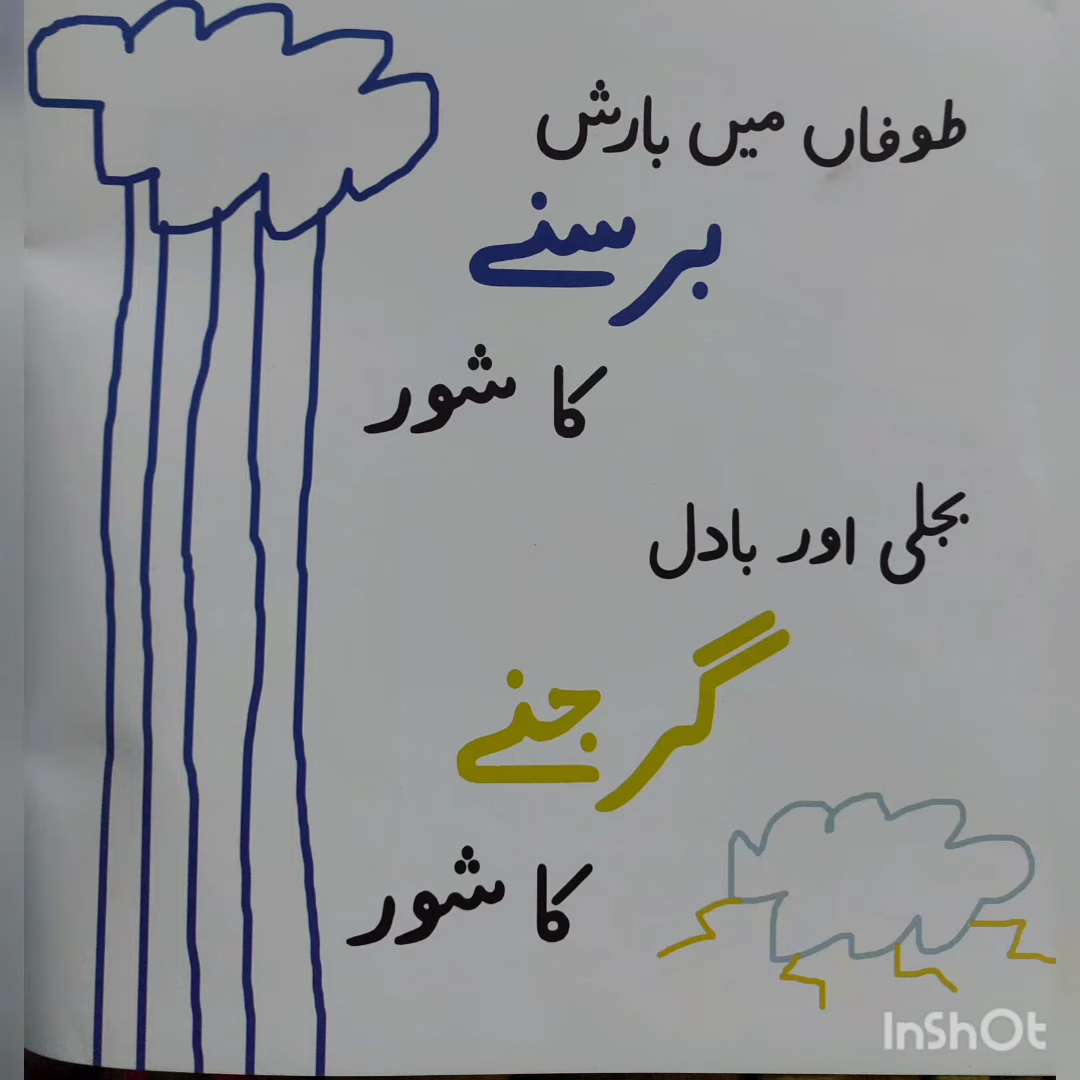 طوفاں میں بارش
برسنے
کا شور
بجلی اور بادل
گرجنے
کا شور
InShOt